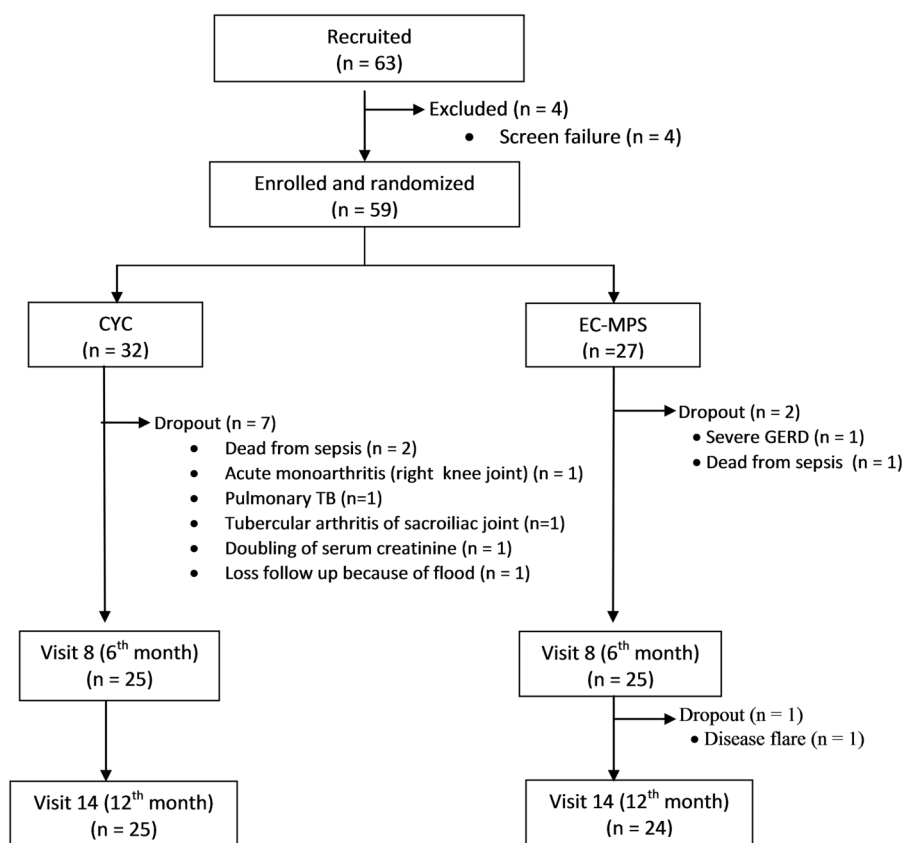 Recruited
(n = 63)
Excluded (n = 4)
• Screen failure (n = 4)
Enrolled and randomized
(n = 59)
CYC
(n = 32)
EC-MPS
(n =27)
Dropout (n = 7)
• Dead from sepsis (n = 2)
• Acute monoarthritis (right knee joint) (n = 1)
• Pulmonary TB (n=1)
• Tubercular arthritis of sacroiliac joint (n=1)
• Doubling of serum creatinine (n = 1)
• Loss follow up because of flood (n = 1)
Dropout (n = 2)
• Severe GERD (n = 1)
• Dead from sepsis (n = 1)
Visit 8 (6th month)
(n = 25)
Visit 8 (6th month)
(n = 25)
Dropout (n = 1)
• Disease flare (n = 1)
Visit 14 (12th month)
(n = 25)
Visit 14 (12th month)
(n = 24)